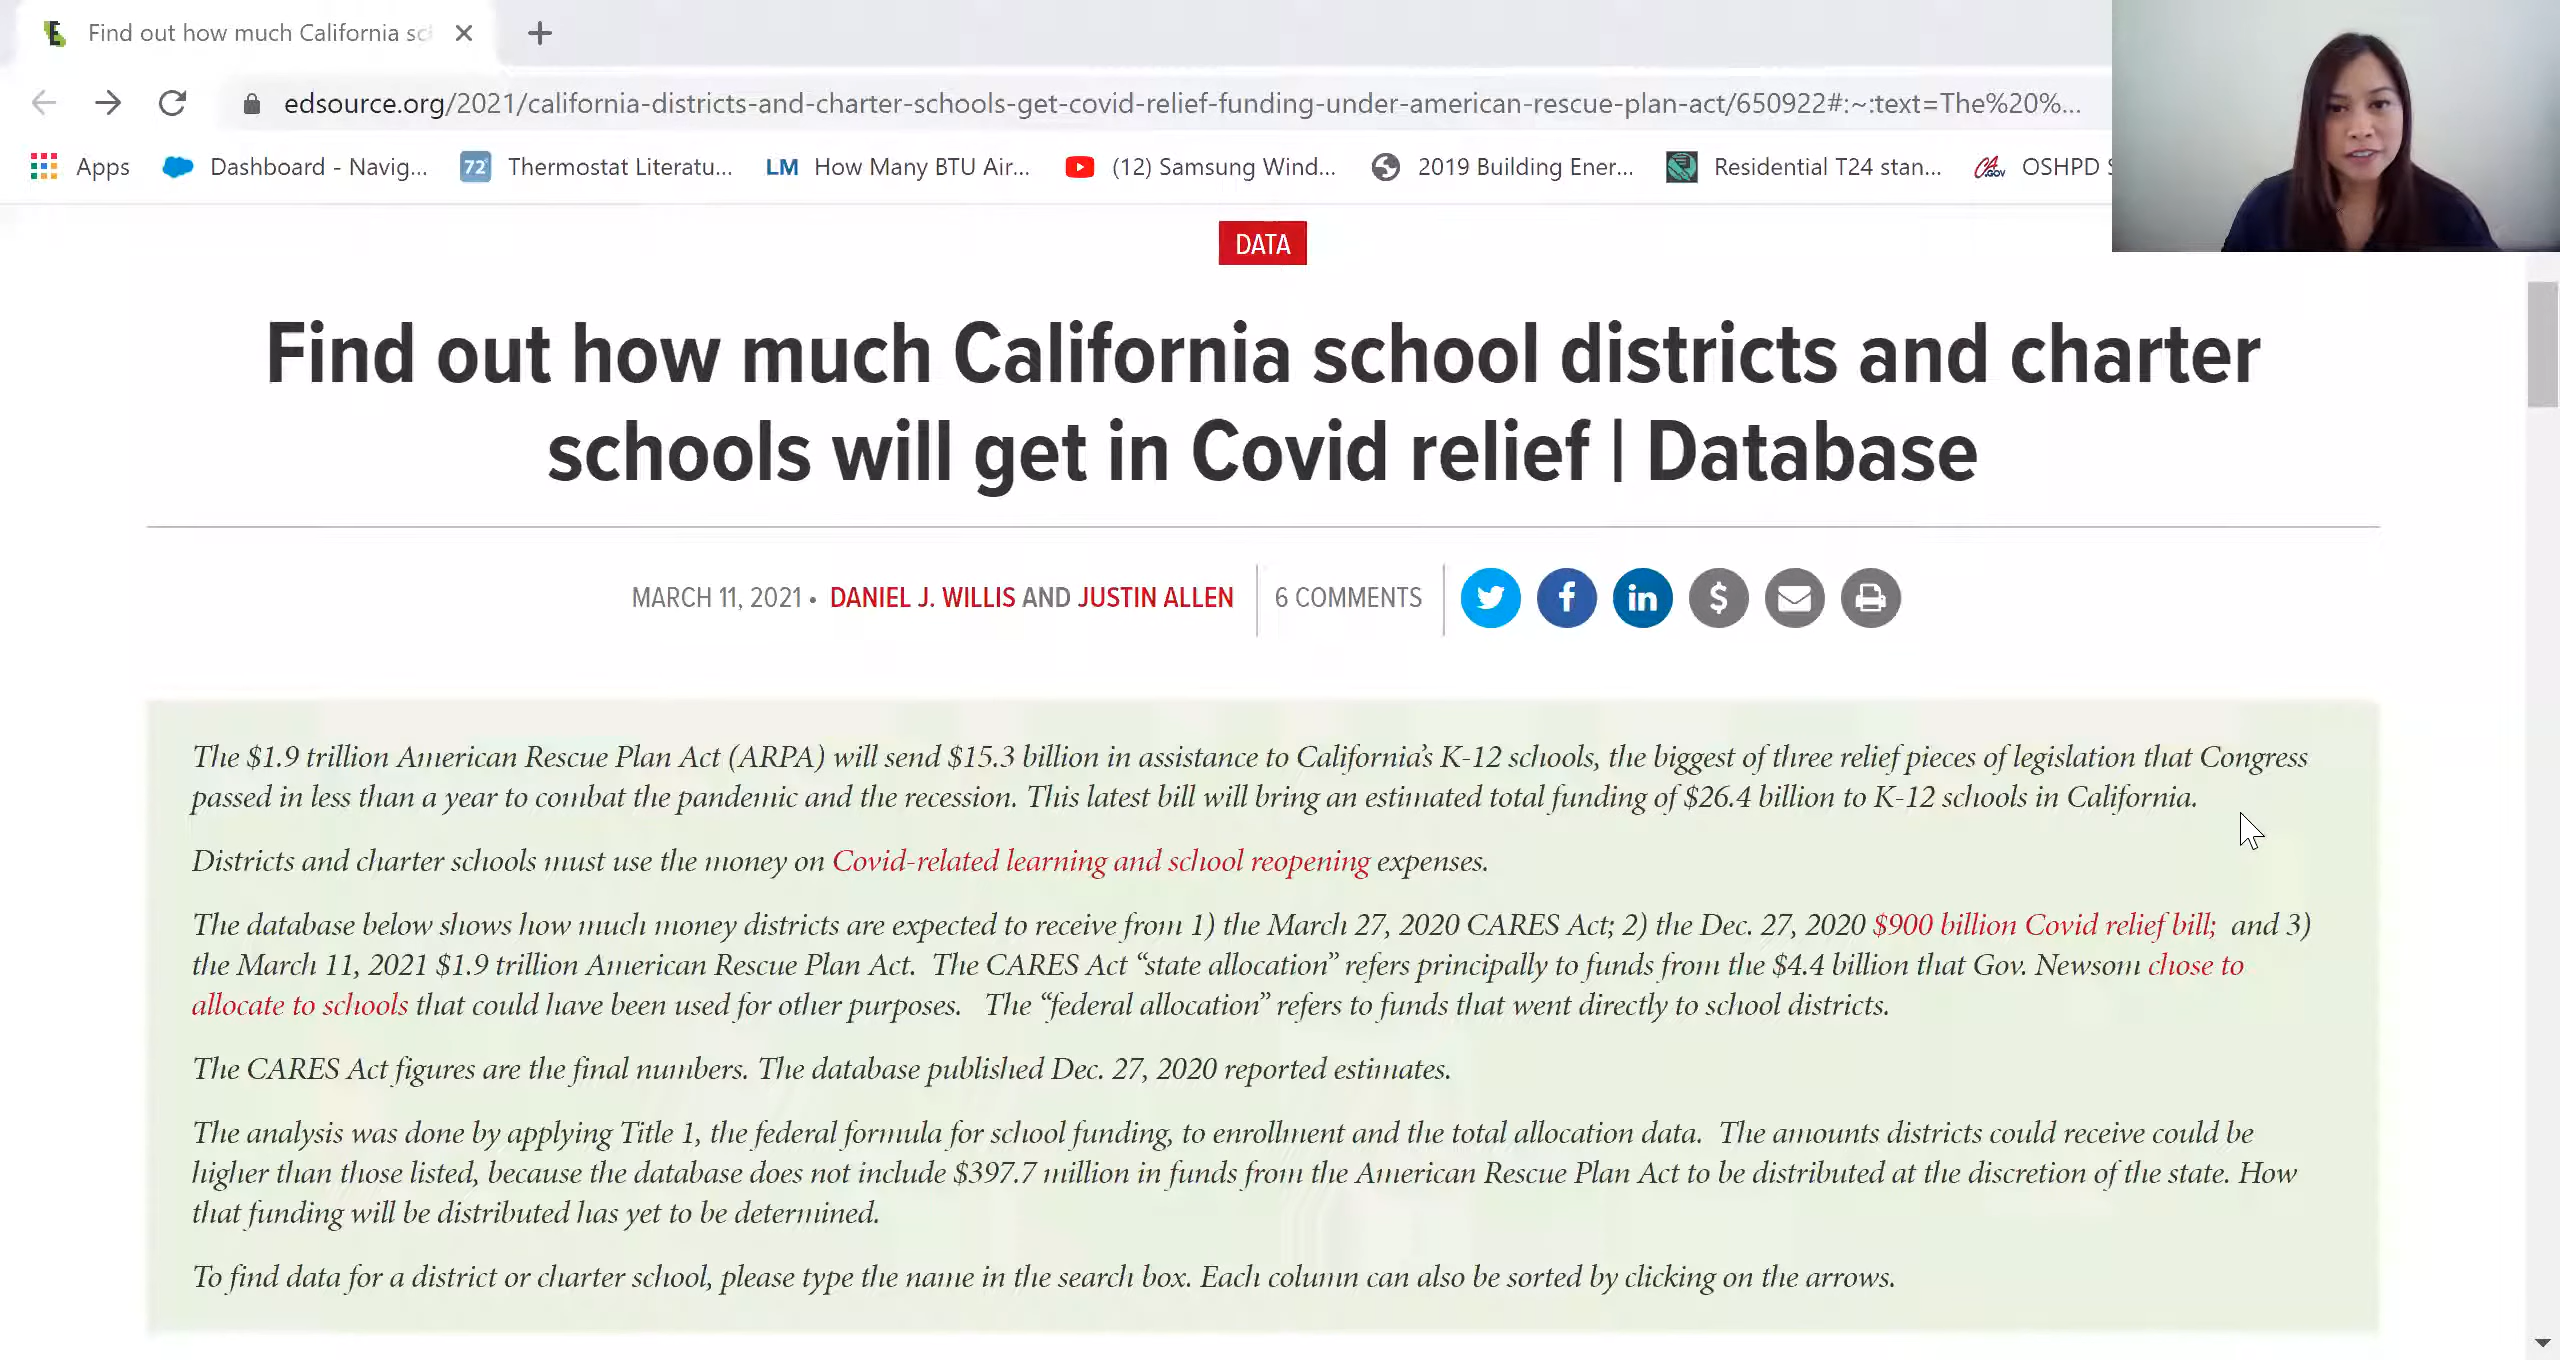 Find out how much California sc
edsource.org/2021/california-districts-and-charter-schools-get-covid-relief-funding-under-american-rescue-plan-act/650922#:~:text=The%20%...
Apps Dashboard - Navig... 72° Thermostat Literatu... LM How Many BTU Air... (12) Samsung Wind... 2019 Building Ener... Residential T24 stan... CA.GOV OSHPD S
DATA
Find out how much California school districts and charter
schools will get in Covid relief | Database
MARCH 11, 2021 • DANIEL J. WILLIS AND JUSTIN ALLEN 6 COMMENTS
The $1.9 trillion American Rescue Plan Act (ARPA) will send $15.3 billion in assistance to California's K-12 schools, the biggest of three relief pieces of legislation that Congress
passed in less than a year to combat the pandemic and the recession. This latest bill will bring an estimated total funding of $26.4 billion to K-12 schools in California.
Districts and charter schools must use the money on Covid-related learning and school reopening expenses.
The database below shows how much money districts are expected to receive from 1) the March 27, 2020 CARES Act; 2) the Dec. 27, 2020 $900 billion Covid relief bill; and 3)
the March 11, 2021 $1.9 trillion American Rescue Plan Act. The CARES Act “state allocation” refers principally to funds from the $4.4 billion that Gov. Newsom chose to
allocate to schools that could have been used for other purposes. The “federal allocation” refers to funds that went directly to school districts.
The CARES Act figures are the final numbers. The database published Dec. 27, 2020 reported estimates.
The analysis was done by applying Title 1, the federal formula for school funding, to enrollment and the total allocation data. The amounts districts could receive could be
higher than those listed, because the database does not include $397.7 million in funds from the American Rescue Plan Act to be distributed at the discretion of the state. How
that funding will be distributed has yet to be determined.
To find data for a district or charter school, please type the name in the search box. Each column can also be sorted by clicking on the arrows.